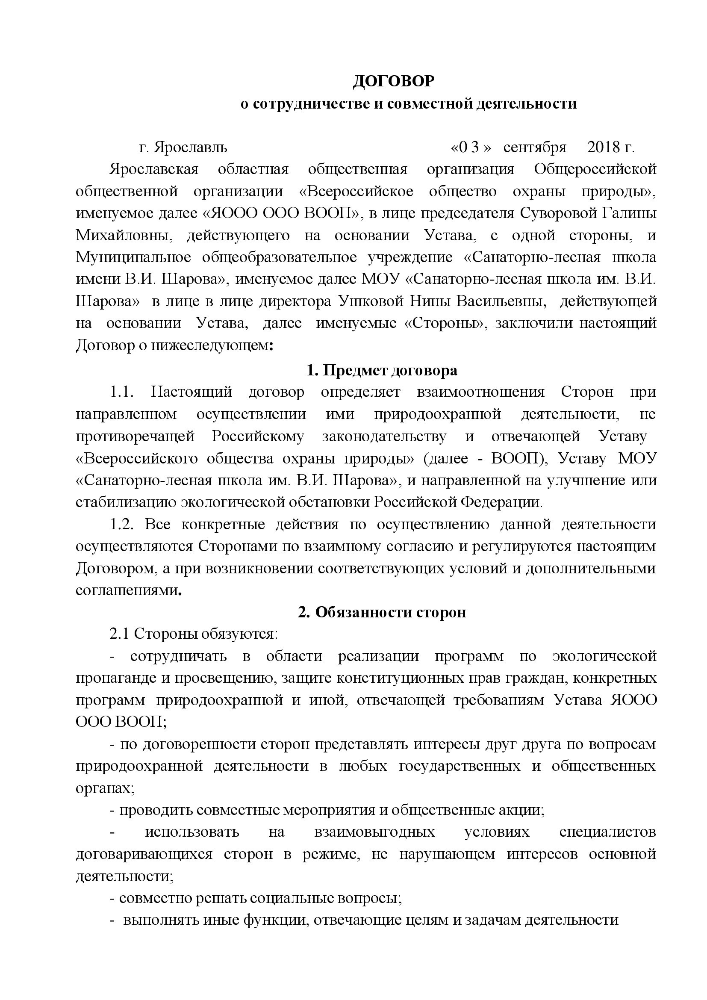 ДОГОВОР
о сотрудничестве и совместной деятельности
г. Ярославль «0 3 » сентября 2018 г.
Ярославская областная общественная организация Общероссийской
общественной организации «Всероссийское общество охраны природы»,
именуемое далее «ЯООО ООО ВООП», в лице председателя Суворовой Галины
Михайловны, действующего на основании Устава, с одной стороны, и
Муниципальное общеобразовательное учреждение «Санаторно-лесная школа
имени В.И. Шарова», именуемое далее МОУ «Санаторно-лесная школа им. В.И.
Шарова» в лице в лице директора Ушковой Нины Васильевны, действующей
на основании Устава, далее именуемые «Стороны», заключили настоящий
Договор о нижеследующем:
1. Предмет договора
1.1. Настоящий договор определяет взаимоотношения Сторон при
направленном осуществлении ими природоохранной деятельности, не
противоречащей Российскому законодательству и отвечающей Уставу
«Всероссийского общества охраны природы» (далее - ВООП), Уставу МОУ
«Санаторно-лесная школа им. В.И. Шарова», и направленной на улучшение или
стабилизацию экологической обстановки Российской Федерации.
1.2. Все конкретные действия по осуществлению данной деятельности
осуществляются Сторонами по взаимному согласию и регулируются настоящим
Договором, а при возникновении соответствующих условий и дополнительными
соглашениями.
2. Обязанности сторон
2.1 Стороны обязуются:
- сотрудничать в области реализации программ по экологической
пропаганде и просвещению, защите конституционных прав граждан, конкретных
программ природоохранной и иной, отвечающей требованиям Устава ЯООО
ООО ВООП;
- по договоренности сторон представлять интересы друг друга по вопросам
природоохранной деятельности в любых государственных и общественных
органах;
- проводить совместные мероприятия и общественные акции;
- использовать на взаимовыгодных условиях специалистов
договаривающихся сторон в режиме, не нарушающем интересов основной
деятельности;
- совместно решать социальные вопросы;
- выполнять иные функции, отвечающие целям и задачам деятельности